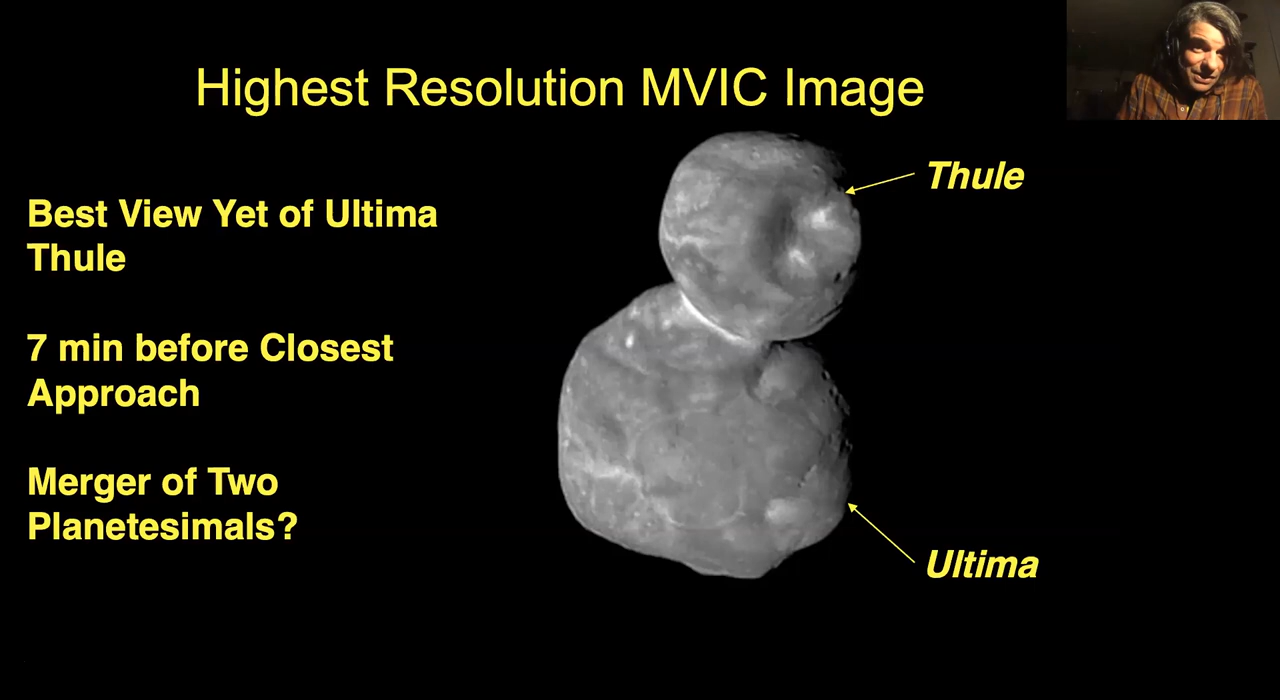 Highest Resolution MVIC Image
Best View Yet of Ultima
Thule
7 min before Closest
Approach
Merger of Two
Planetesimals?
Thule
Ultima